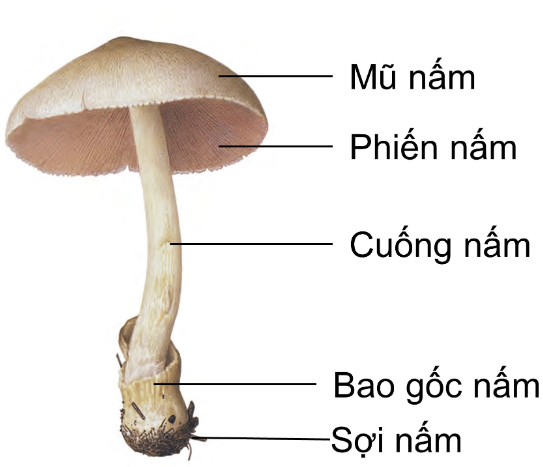 Mũ nấm
Phiến nấm
Cuống nấm
Bao gốc nấm
Sợi nấm